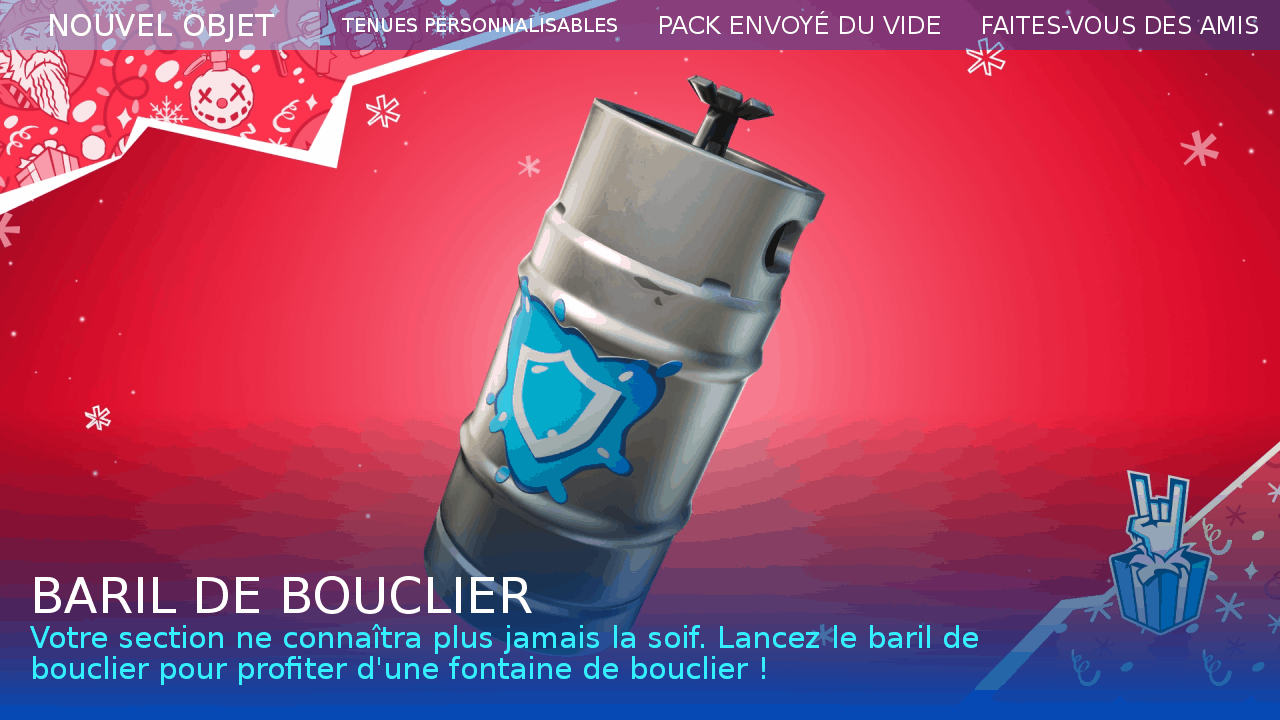 NOUVEL OBJET
TENUES PERSONNALISABLES
PACK ENVOYÉ DU VIDE
FAITES-VOUS DES AMIS
BARIL DE BOUCLIER
Votre section ne connaîtra plus jamais la soif. Lancez le baril de
bouclier pour profiter d'une fontaine de bouclier !